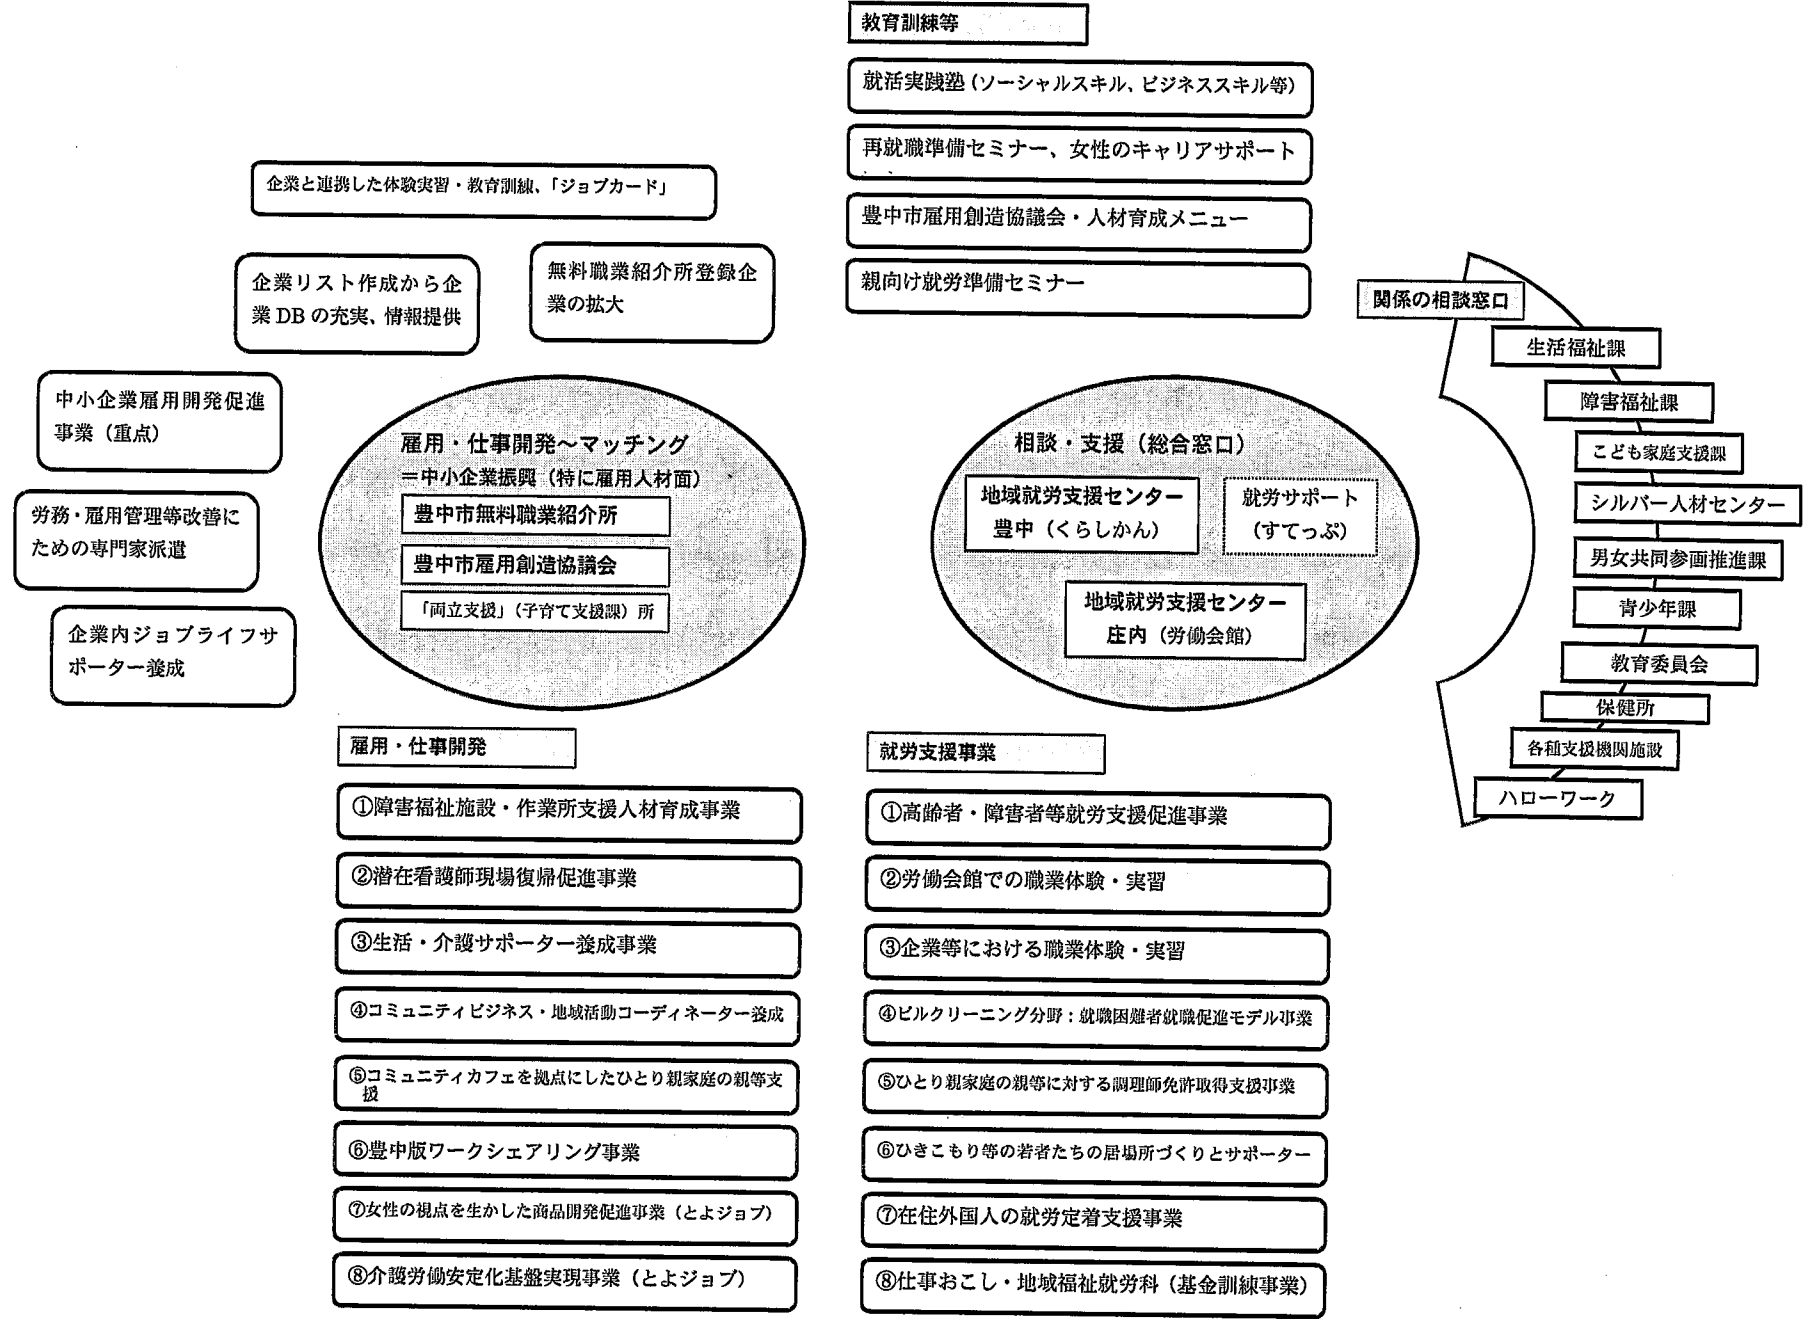 教育訓練等
就活実践塾（ソーシャルスキル、ビジネススキル等）
再就職準備セミナー、女性のキャリアサポート
豊中市雇用創造協議会・人材育成メニュー
親向け就労準備セミナー
企業と連携した体験実習・教育訓練、「ジョブカード」
企業リスト作成から企
業DBの充実、情報提供
無料職業紹介所登録企
業の拡大
中小企業雇用開発促進
事業（重点）
労務・雇用管理等改善に
ための専門家派遣
企業内ジョブライフサ
ポーター養成
雇用・仕事開発～マッチング
＝中小企業振興（特に雇用人材面）
豊中市無料職業紹介所
豊中市雇用創造協議会
「両立支援」（子育て支援課）所
相談・支援（総合窓口）
地域就労支援センター
豊中（くらしかん）
就労サポート
（すてっぷ）
地域就労支援センター
庄内（労働会館）
関係の相談窓口
生活福祉課
障害福祉課
こども家庭支援課
シルバー人材センター
男女共同参画推進課
青少年課
教育委員会
保健所
各種支援機関施設
ハローワーク
雇用・仕事開発
①障害福祉施設・作業所支援人材育成事業
②潜在看護師現場復帰促進事業
③生活・介護サポーター養成事業
④コミュニティビジネス・地域活動コーディネーター養成
⑤コミュニティカフェを拠点にしたひとり親家庭の親等支
援
⑥豊中版ワークシェアリング事業
⑦女性の視点を生かした商品開発促進事業（とよジョブ）
⑧介護労働安定化基盤実現事業（とよジョブ）
就労支援事業
①高齢者・障害者等就労支援促進事業
②労働会館での職業体験・実習
③企業等における職業体験・実習
④ビルクリーニング分野：就職困難者就職促進モデル事業
⑤ひとり親家庭の親等に対する調理師免許取得支援事業
⑥ひきこもり等の若者たちの居場所づくりとサポーター
⑦在住外国人の就労定着支援事業
⑧仕事おこし・地域福祉就労科（基金訓練事業）